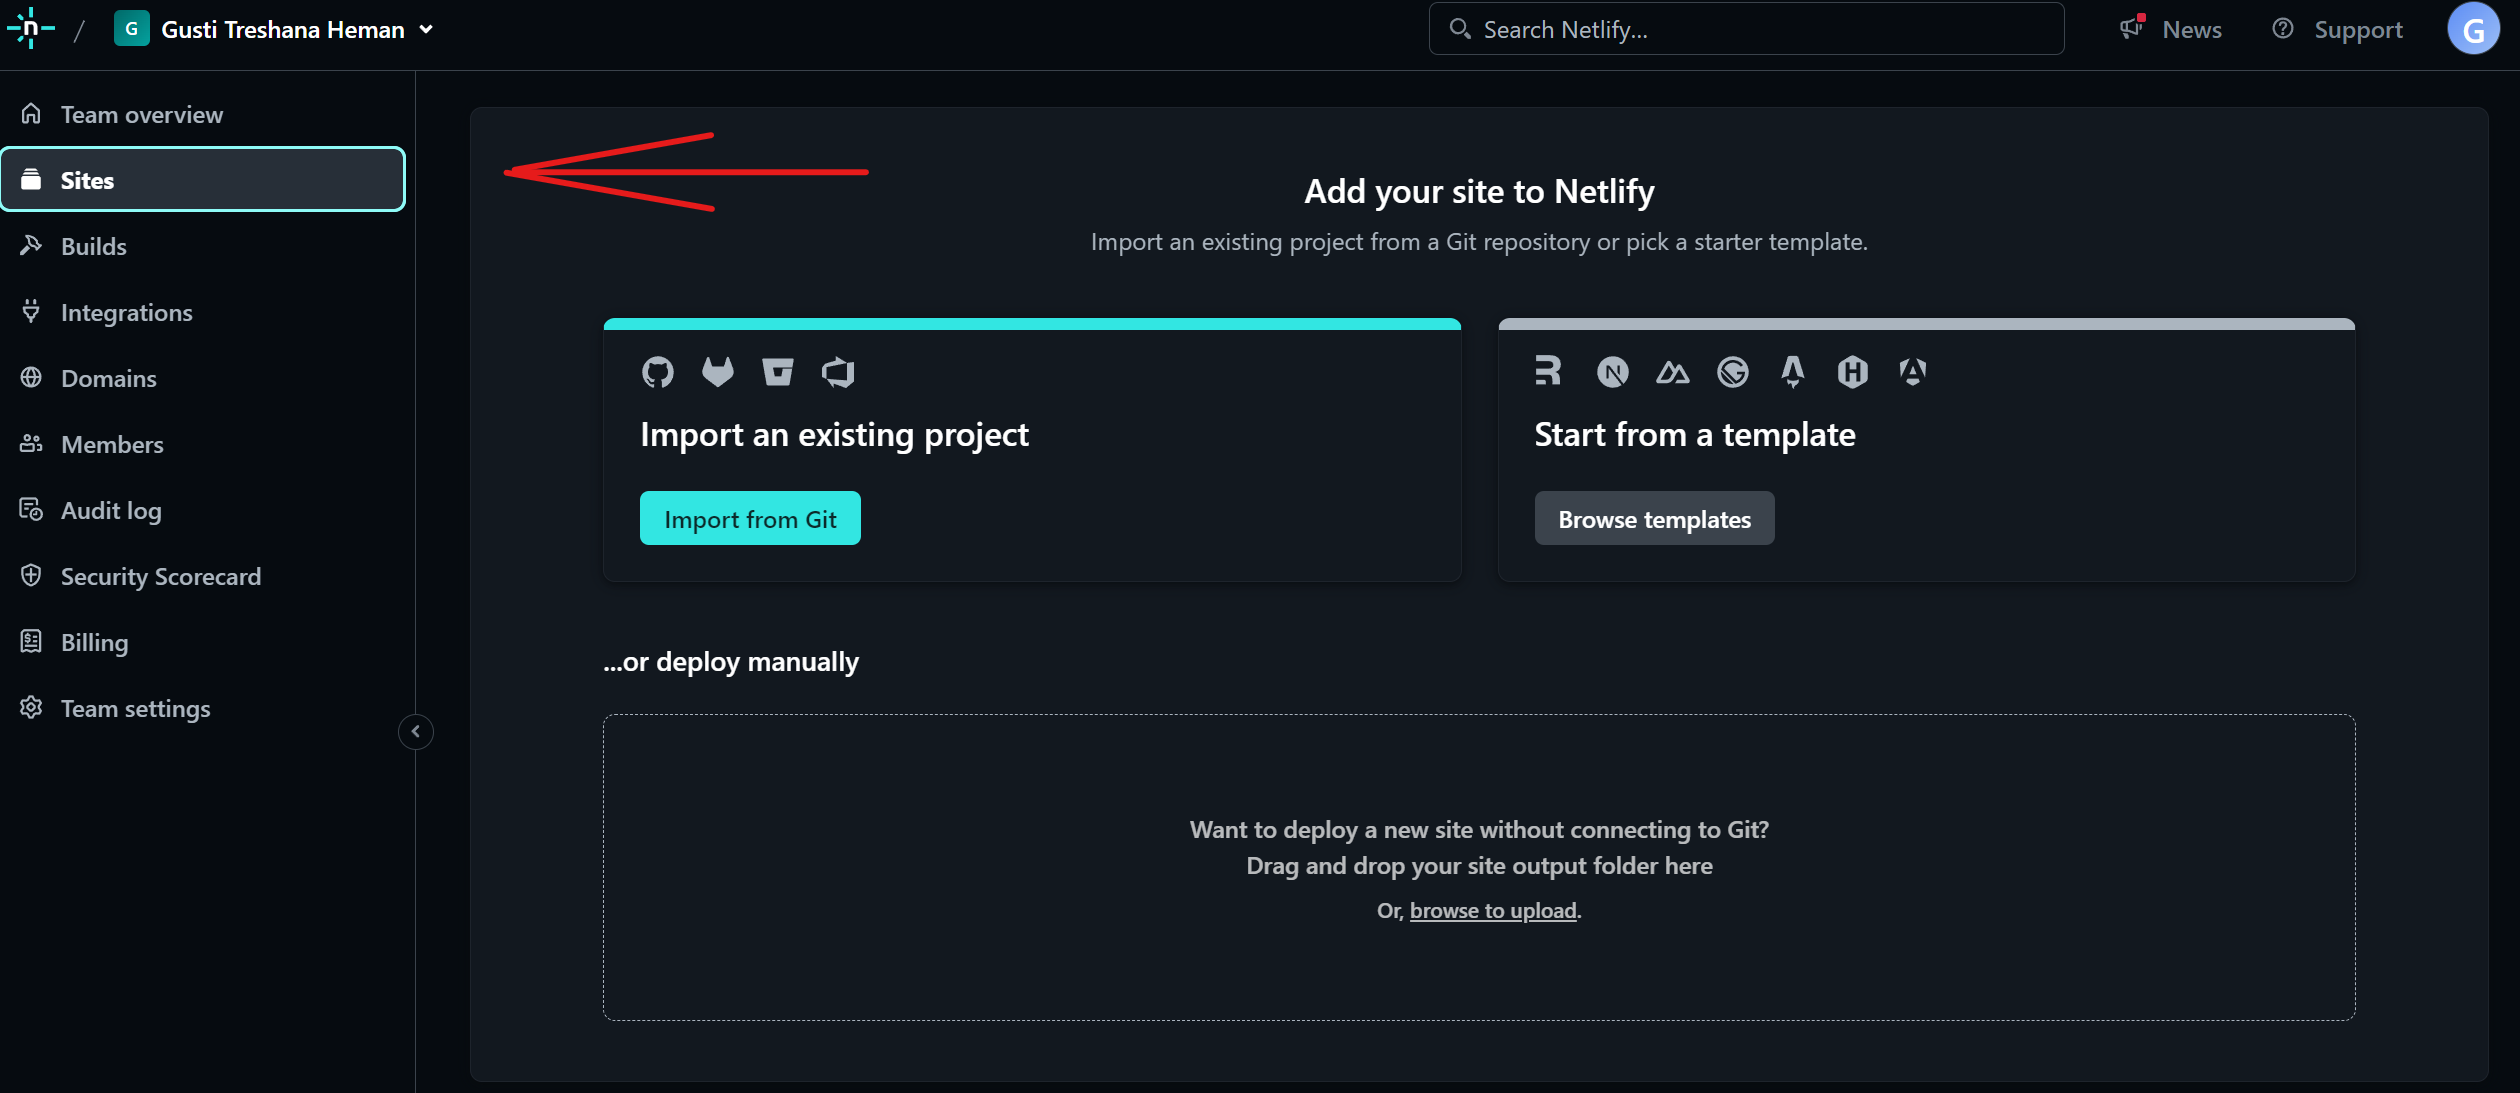 n / G Gusti Treshana Heman
Search Netlify...
News
Support
G
Team overview
Sites
Builds
Integrations
Domains
Members
Audit log
Security Scorecard
Billing
Team settings
Add your site to Netlify
Import an existing project from a Git repository or pick a starter template.
Import an existing project
Import from Git
Start from a template
Browse templates
...or deploy manually
Want to deploy a new site without connecting to Git?
Drag and drop your site output folder here
Or, browse to upload.